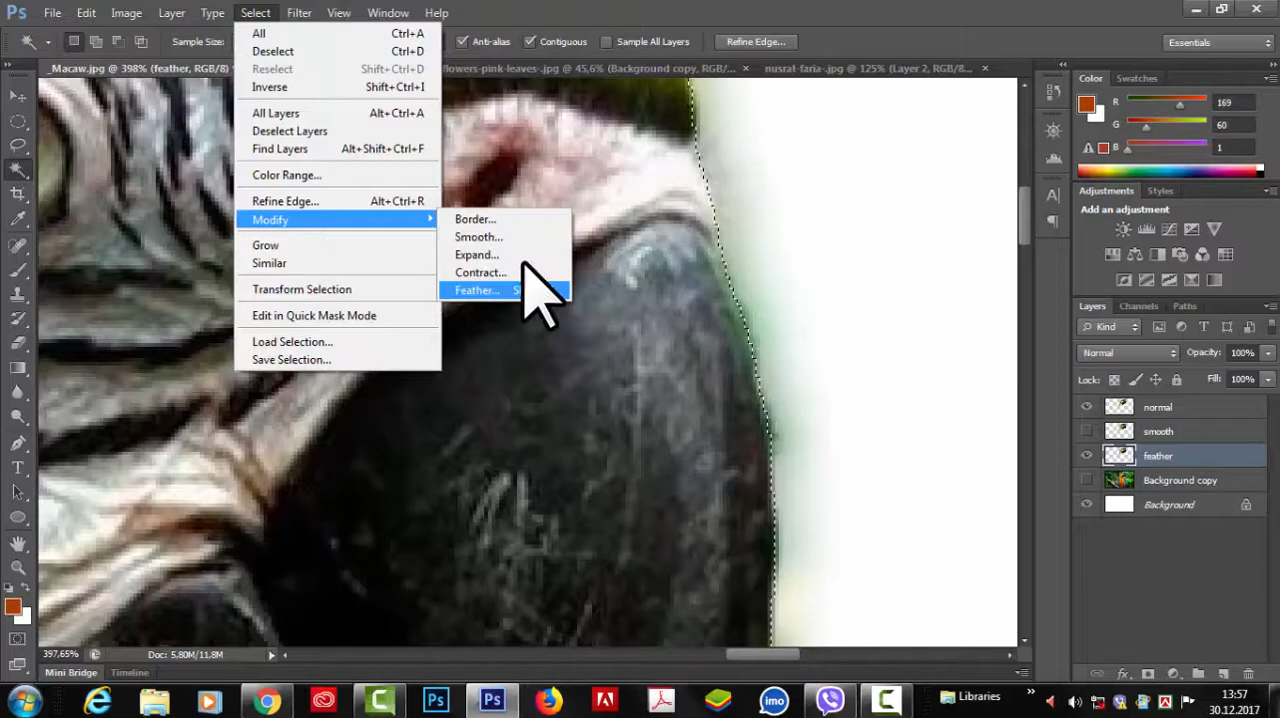 Ps File Edit Image Layer Type Select Filter View Window Help
Sample Size: Anti-alias Contiguous Sample All Layers Refine Edge... Essentials
_Macaw.jpg @ 398% (feather, RGB/8) flowers-pink-leaves-.jpg @ 45,6% (Background copy, RGB/... × nusrat-faria-.jpg @ 125% (Layer 2, RGB/8... ×
All Ctrl+A
Deselect Ctrl+D
Reselect Shift+Ctrl+D
Inverse Shift+Ctrl+I
All Layers Alt+Ctrl+A
Deselect Layers
Find Layers Alt+Shift+Ctrl+F
Color Range...
Refine Edge... Alt+Ctrl+R
Modify
Grow
Similar
Transform Selection
Edit in Quick Mask Mode
Load Selection...
Save Selection...
Border...
Smooth...
Expand...
Contract...
Feather...
Color Swatches
R 169
G 60
B 1
Adjustments Styles
Add an adjustment
Layers Channels Paths
Kind
Normal Opacity: 100%
Lock: Fill: 100%
normal
smooth
feather
Background copy
Background
397,65% Doc: 5,80M/11,8M
Mini Bridge Timeline
Libraries
13:57
30.12.2017